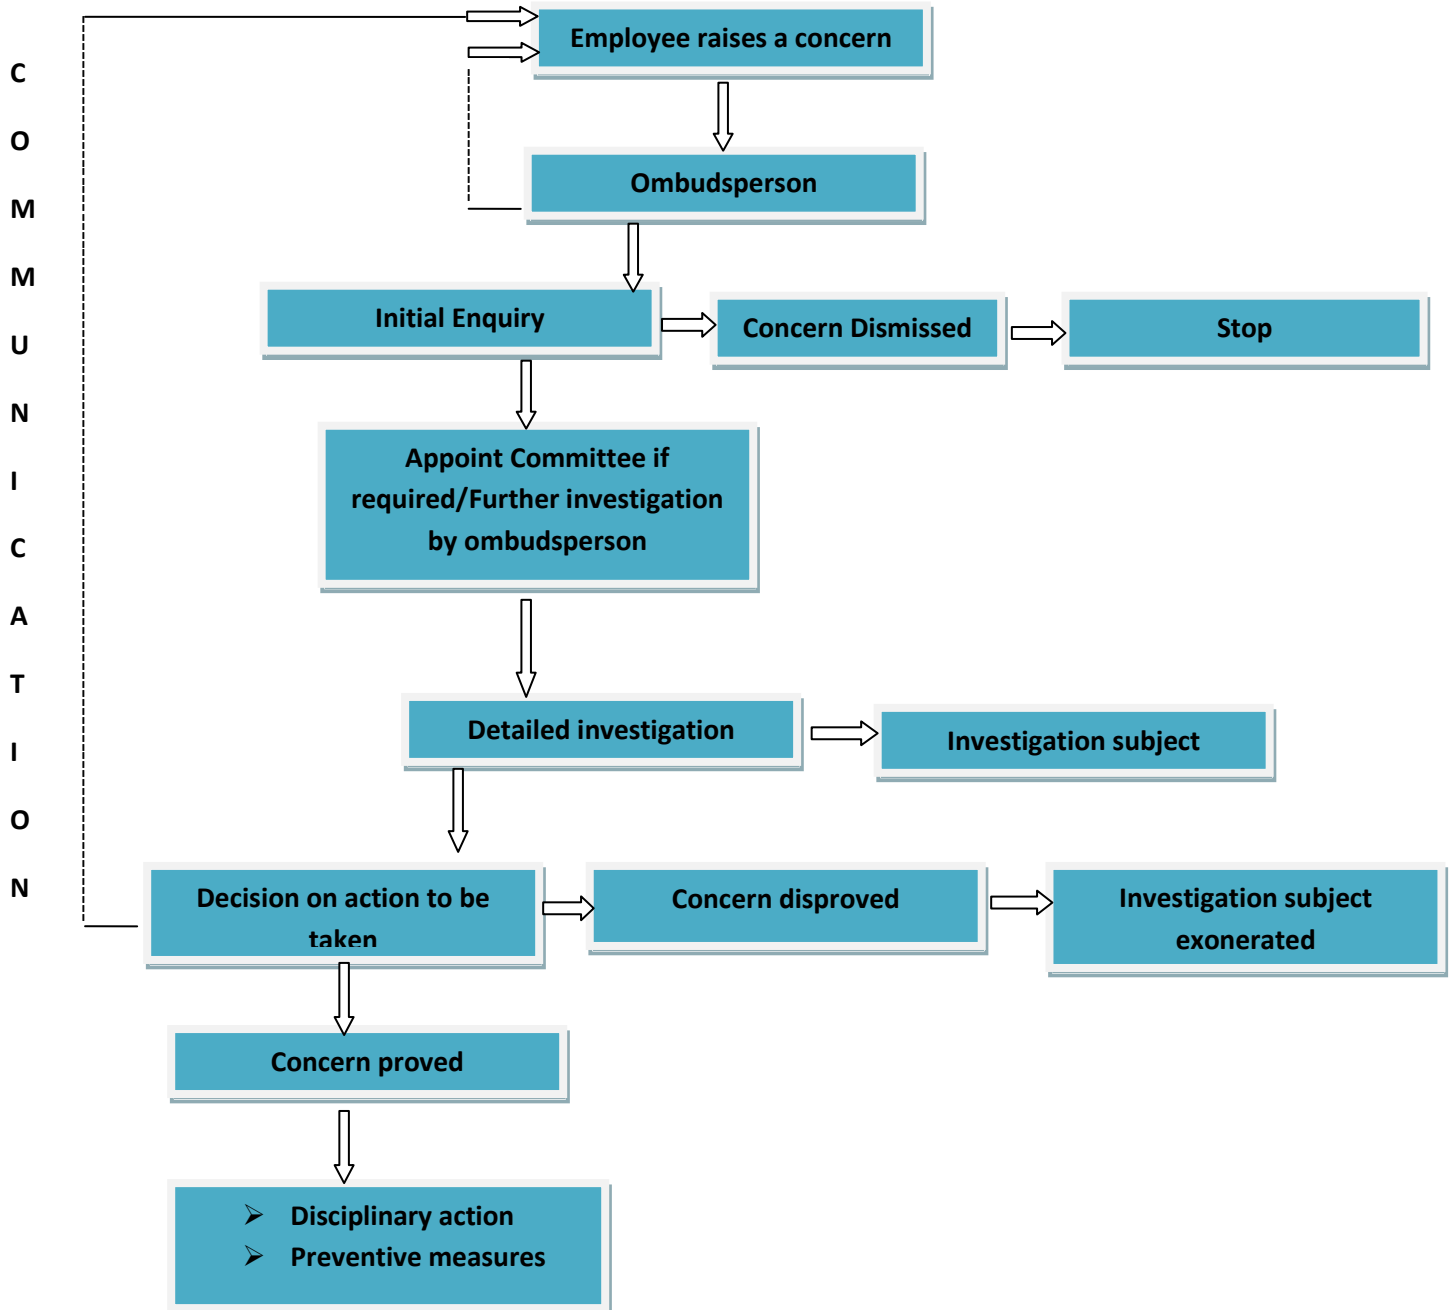 COMMUNICATION
Employee raises a concern
Ombudsperson
Initial Enquiry
Concern Dismissed
Stop
Appoint Committee if
required/Further investigation
by ombudsperson
Detailed investigation
Investigation subject
Decision on action to be
taken
Concern disproved
Investigation subject
exonerated
Concern proved
➢ Disciplinary action
➢ Preventive measures